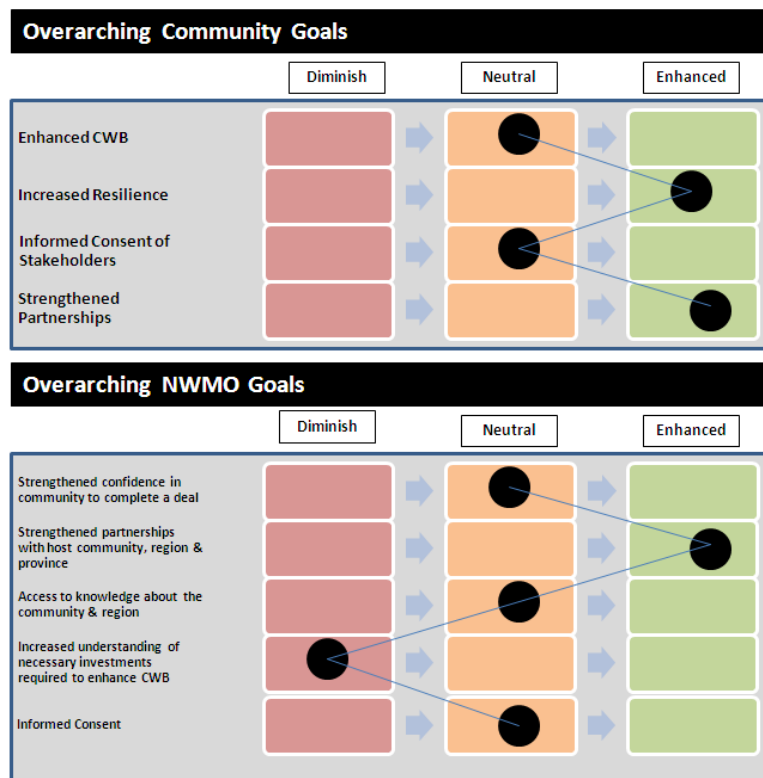 Overarching Community Goals
Diminish
Neutral
Enhanced
Enhanced CWB
Increased Resilience
Informed Consent of
Stakeholders
Strengthened
Partnerships
Overarching NWMO Goals
Diminish
Neutral
Enhanced
Strengthened confidence in
community to complete a deal
Strengthened partnerships
with host community, region &
province
Access to knowledge about the
community & region
Increased understanding of
necessary investments
required to enhance CWB
Informed Consent